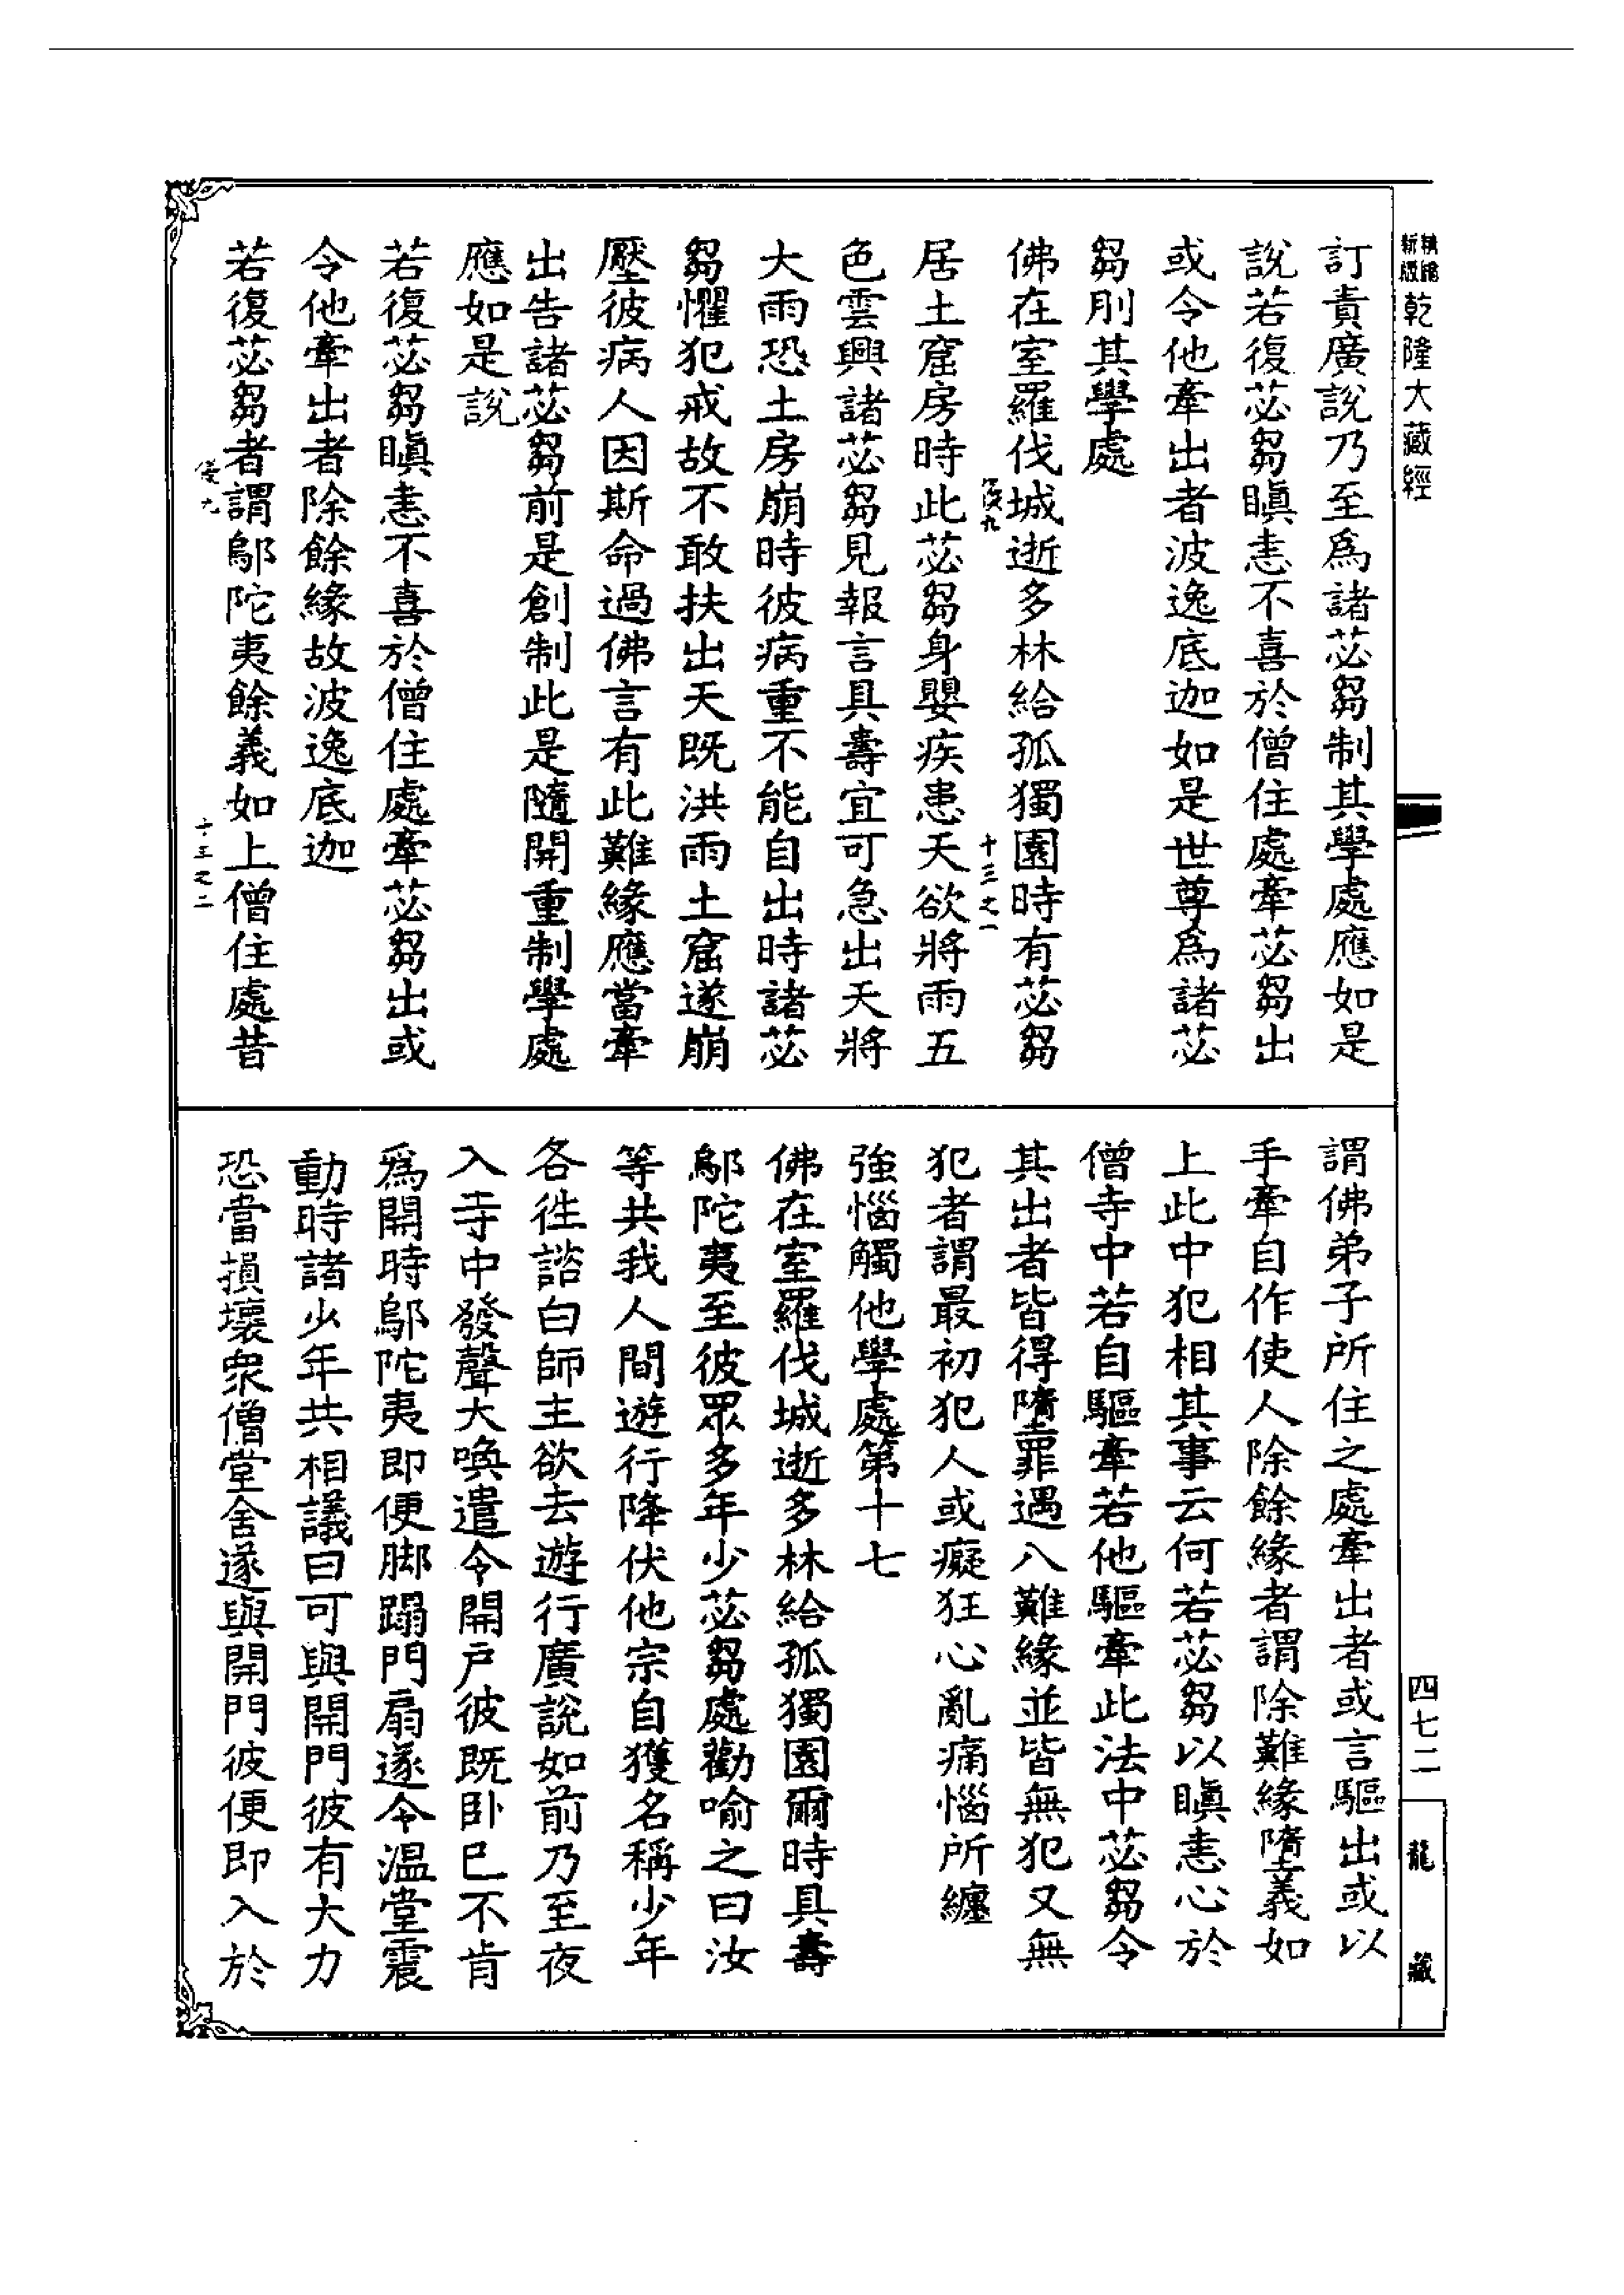 精編
新版
乾隆大藏經
訂責廣說乃至為諸苾芻制其學處應如是
說若復苾芻瞋恚不喜於僧住處牽苾芻出
或令他牽出者波逸底迦如是世尊為諸苾
芻刖其學處
佛在室羅伐城逝多林給孤獨園時有苾芻
十三之一
居土窟房時此苾芻身嬰疾患天欲將雨五
色雲興諸苾芻見報言具壽宜可急出天將
大雨恐土房崩時彼病重不能自出時諸苾
芻懼犯戒故不敢扶出天既洪雨土窟遂崩
壓彼病人因斯命過佛言有此難緣應當牽
出告諸苾芻前是創制此是隨開重制學處
應如是說
若復苾芻瞋恚不喜於僧住處牽苾芻出或
令他牽出者除餘緣故波逸底迦
若復苾芻者謂鄔陀夷餘義如上僧住處昔
十三之二
謂佛弟子所住之處牽出者或言驅出或以
手牽自作使人除餘緣者謂除難緣墮義如
上此中犯相其事云何若苾芻以瞋恚心於
僧寺中若自驅牽若他驅牽此法中苾芻令
其出者皆得墮罪遇八難緣並皆無犯又無
犯者謂最初犯人或癡狂心亂痛惱所纏
強惱觸他學處第十七
佛在室羅伐城逝多林給孤獨園爾時具壽
鄔陀夷至彼眾多年少苾芻處勸喻之曰汝
等共我人間遊行降伏他宗自獲名稱少年
各徃諮白師主欲去遊行廣說如前乃至夜
入寺中發聲大喚遣令開戶彼既卧已不肯
為開時鄔陀夷即便脚蹋門扇遂令溫堂震
動時諸少年共相議曰可與開門彼有大力
恐當損壞衆僧堂舍遂與開門彼便即入於
四七二
龍藏